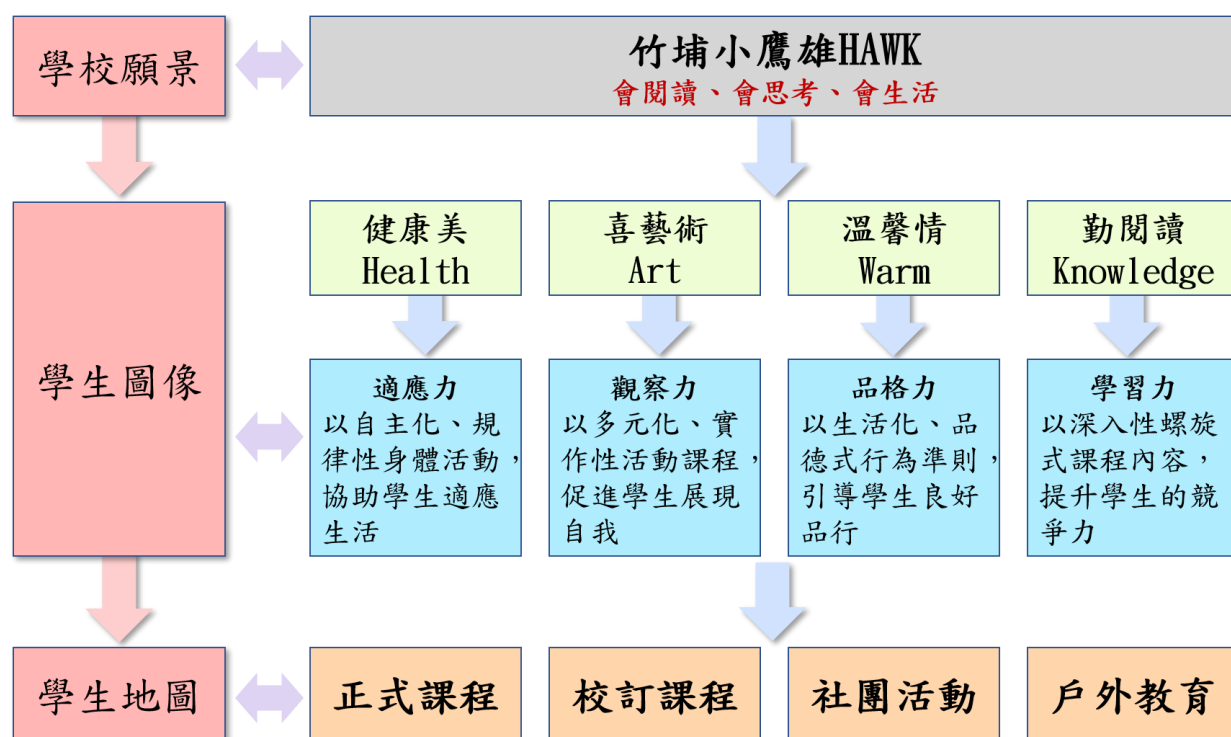 學校願景
竹埔小鷹雄HAWK
會閱讀、會思考、會生活
學生圖像
健康美
Health
喜藝術
Art
溫馨情
Warm
勤閱讀
Knowledge
適應力
以自主化、規
律性身體活動，
協助學生適應
生活
觀察力
以多元化、實
作性活動課程，
促進學生展現
自我
品格力
以生活化、品
德式行為準則，
引導學生良好
品行
學習力
以深入性螺旋
式課程內容，
提升學生的競
爭力
學生地圖
正式課程
校訂課程
社團活動
戶外教育